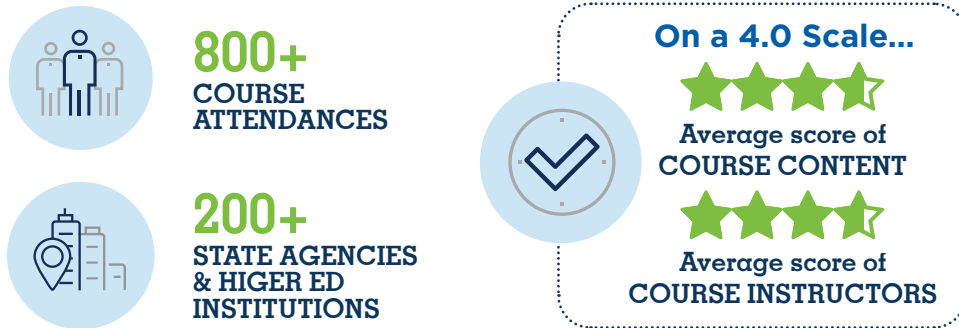 800+
COURSE
ATTENDANCES
200+
STATE AGENCIES
& HIGER ED
INSTITUTIONS
On a 4.0 Scale...
Average score of
COURSE CONTENT
Average score of
COURSE INSTRUCTORS